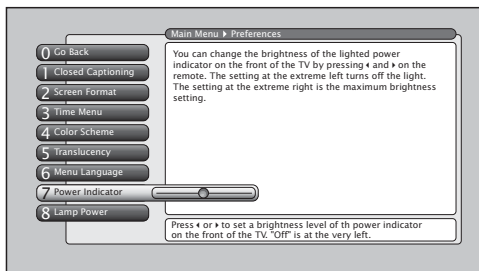 Main Menu ▸ Preferences
0 Go Back
1 Closed Captioning
2 Screen Format
3 Time Menu
4 Color Scheme
5 Translucency
6 Menu Language
7 Power Indicator
8 Lamp Power
You can change the brightness of the lighted power
indicator on the front of the TV by pressing ◂ and ▸ on the
remote. The setting at the extreme left turns off the light.
The setting at the extreme right is the maximum brightness
setting.
Press ◂ or ▸ to set a brightness level of th power indicator
on the front of the TV. "Off" is at the very left.